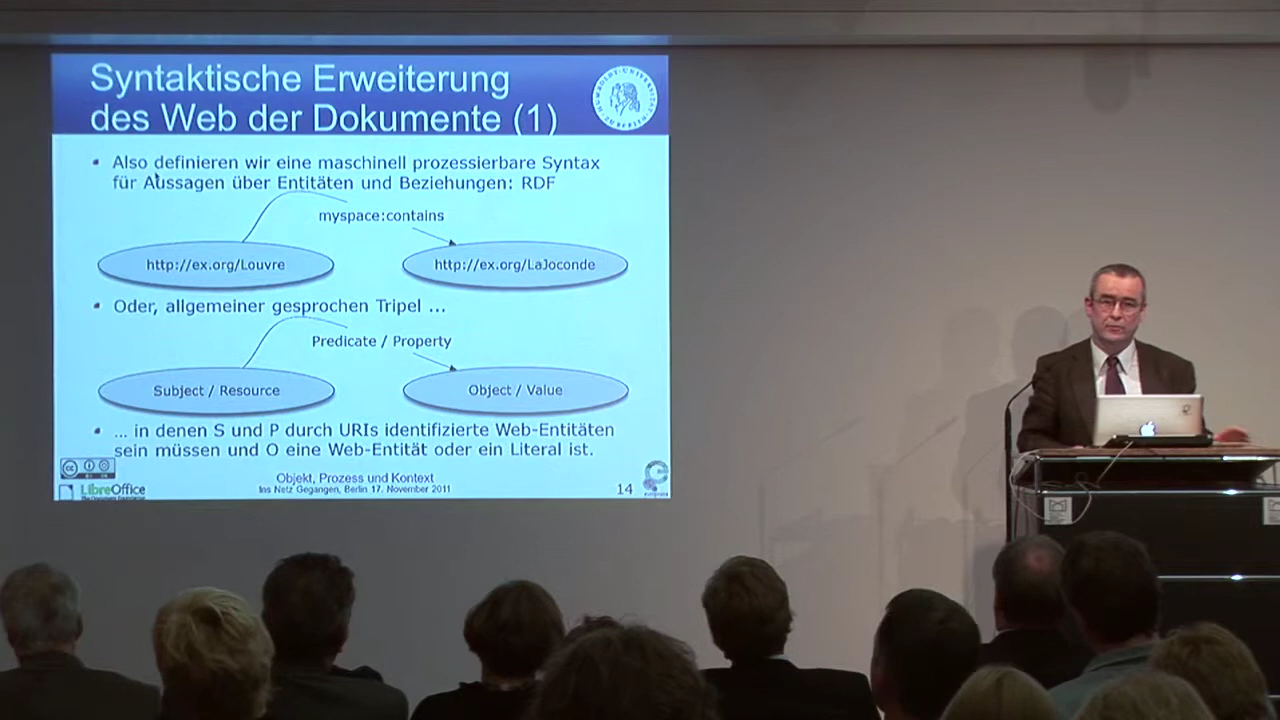 Syntaktische Erweiterung
des Web der Dokumente (1)
Also definieren wir eine maschinell prozessierbare Syntax
für Aussagen über Entitäten und Beziehungen: RDF
myspace:contains
http://ex.org/Louvre
http://ex.org/LaJoconde
Oder, allgemeiner gesprochen Tripel ...
Predicate / Property
Subject / Resource
Object / Value
... in denen S und P durch URIs identifizierte Web-Entitäten
sein müssen und O eine Web-Entität oder ein Literal ist.
cc
LibreOffice
Objekt, Prozess und Kontext
Ins Netz Gegangen, Berlin 17. November 2011
14